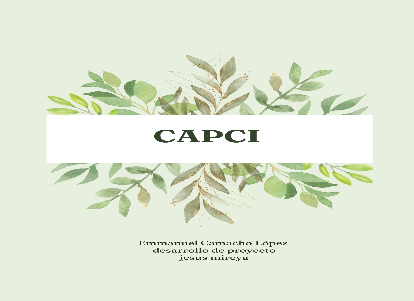 CAPCI
Emmanuel Camacho López
desarrollo de proyecto
jesus mireya